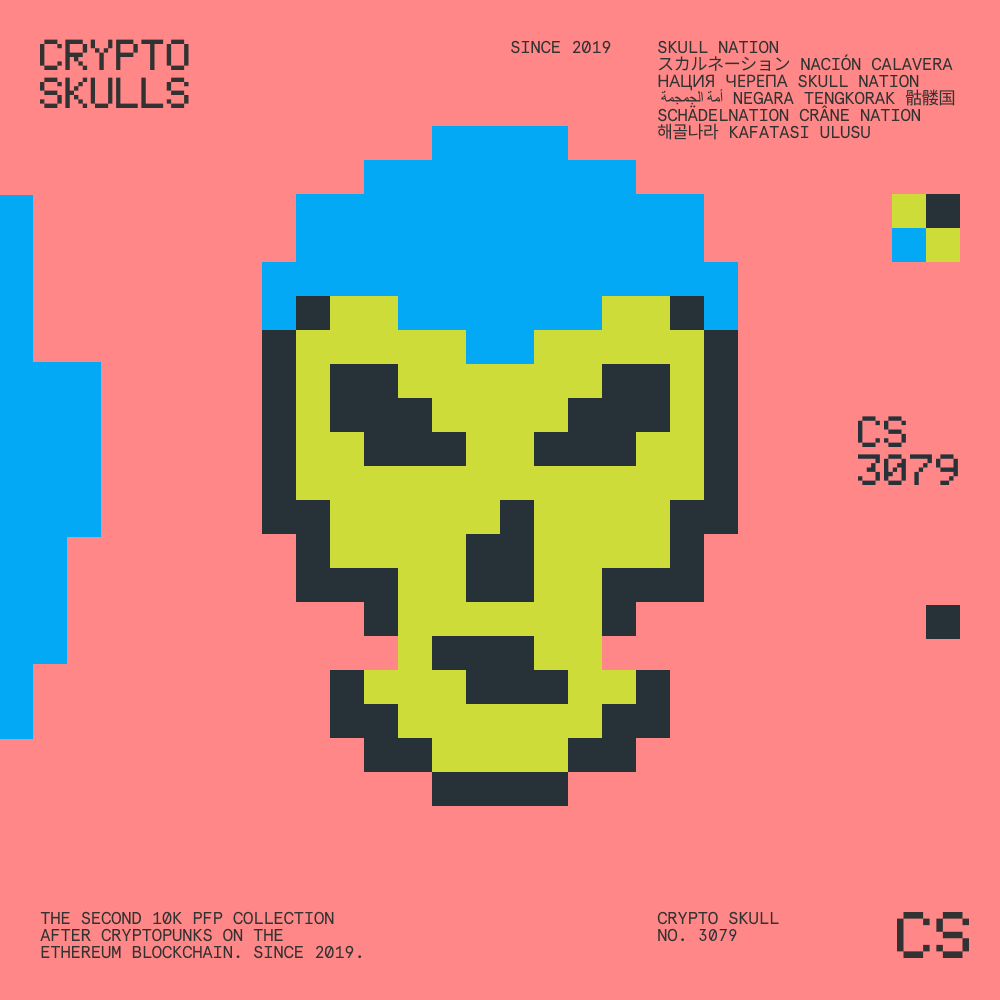 CRYPTO
SKULLS
SINCE 2019
SKULL NATION
スカルネーション NACIÓN CALAVERA
НАЦИЯ ЧЕРЕПА SKULL NATION
أمة الجمجمة NEGARA TENGKORAK 骷髅国
SCHÄDELNATION CRÂNE NATION
해골나라 KAFATASI ULUSU
CS
3079
THE SECOND 10K PFP COLLECTION
AFTER CRYPTOPUNKS ON THE
ETHEREUM BLOCKCHAIN. SINCE 2019.
CRYPTO SKULL
NO. 3079
CS